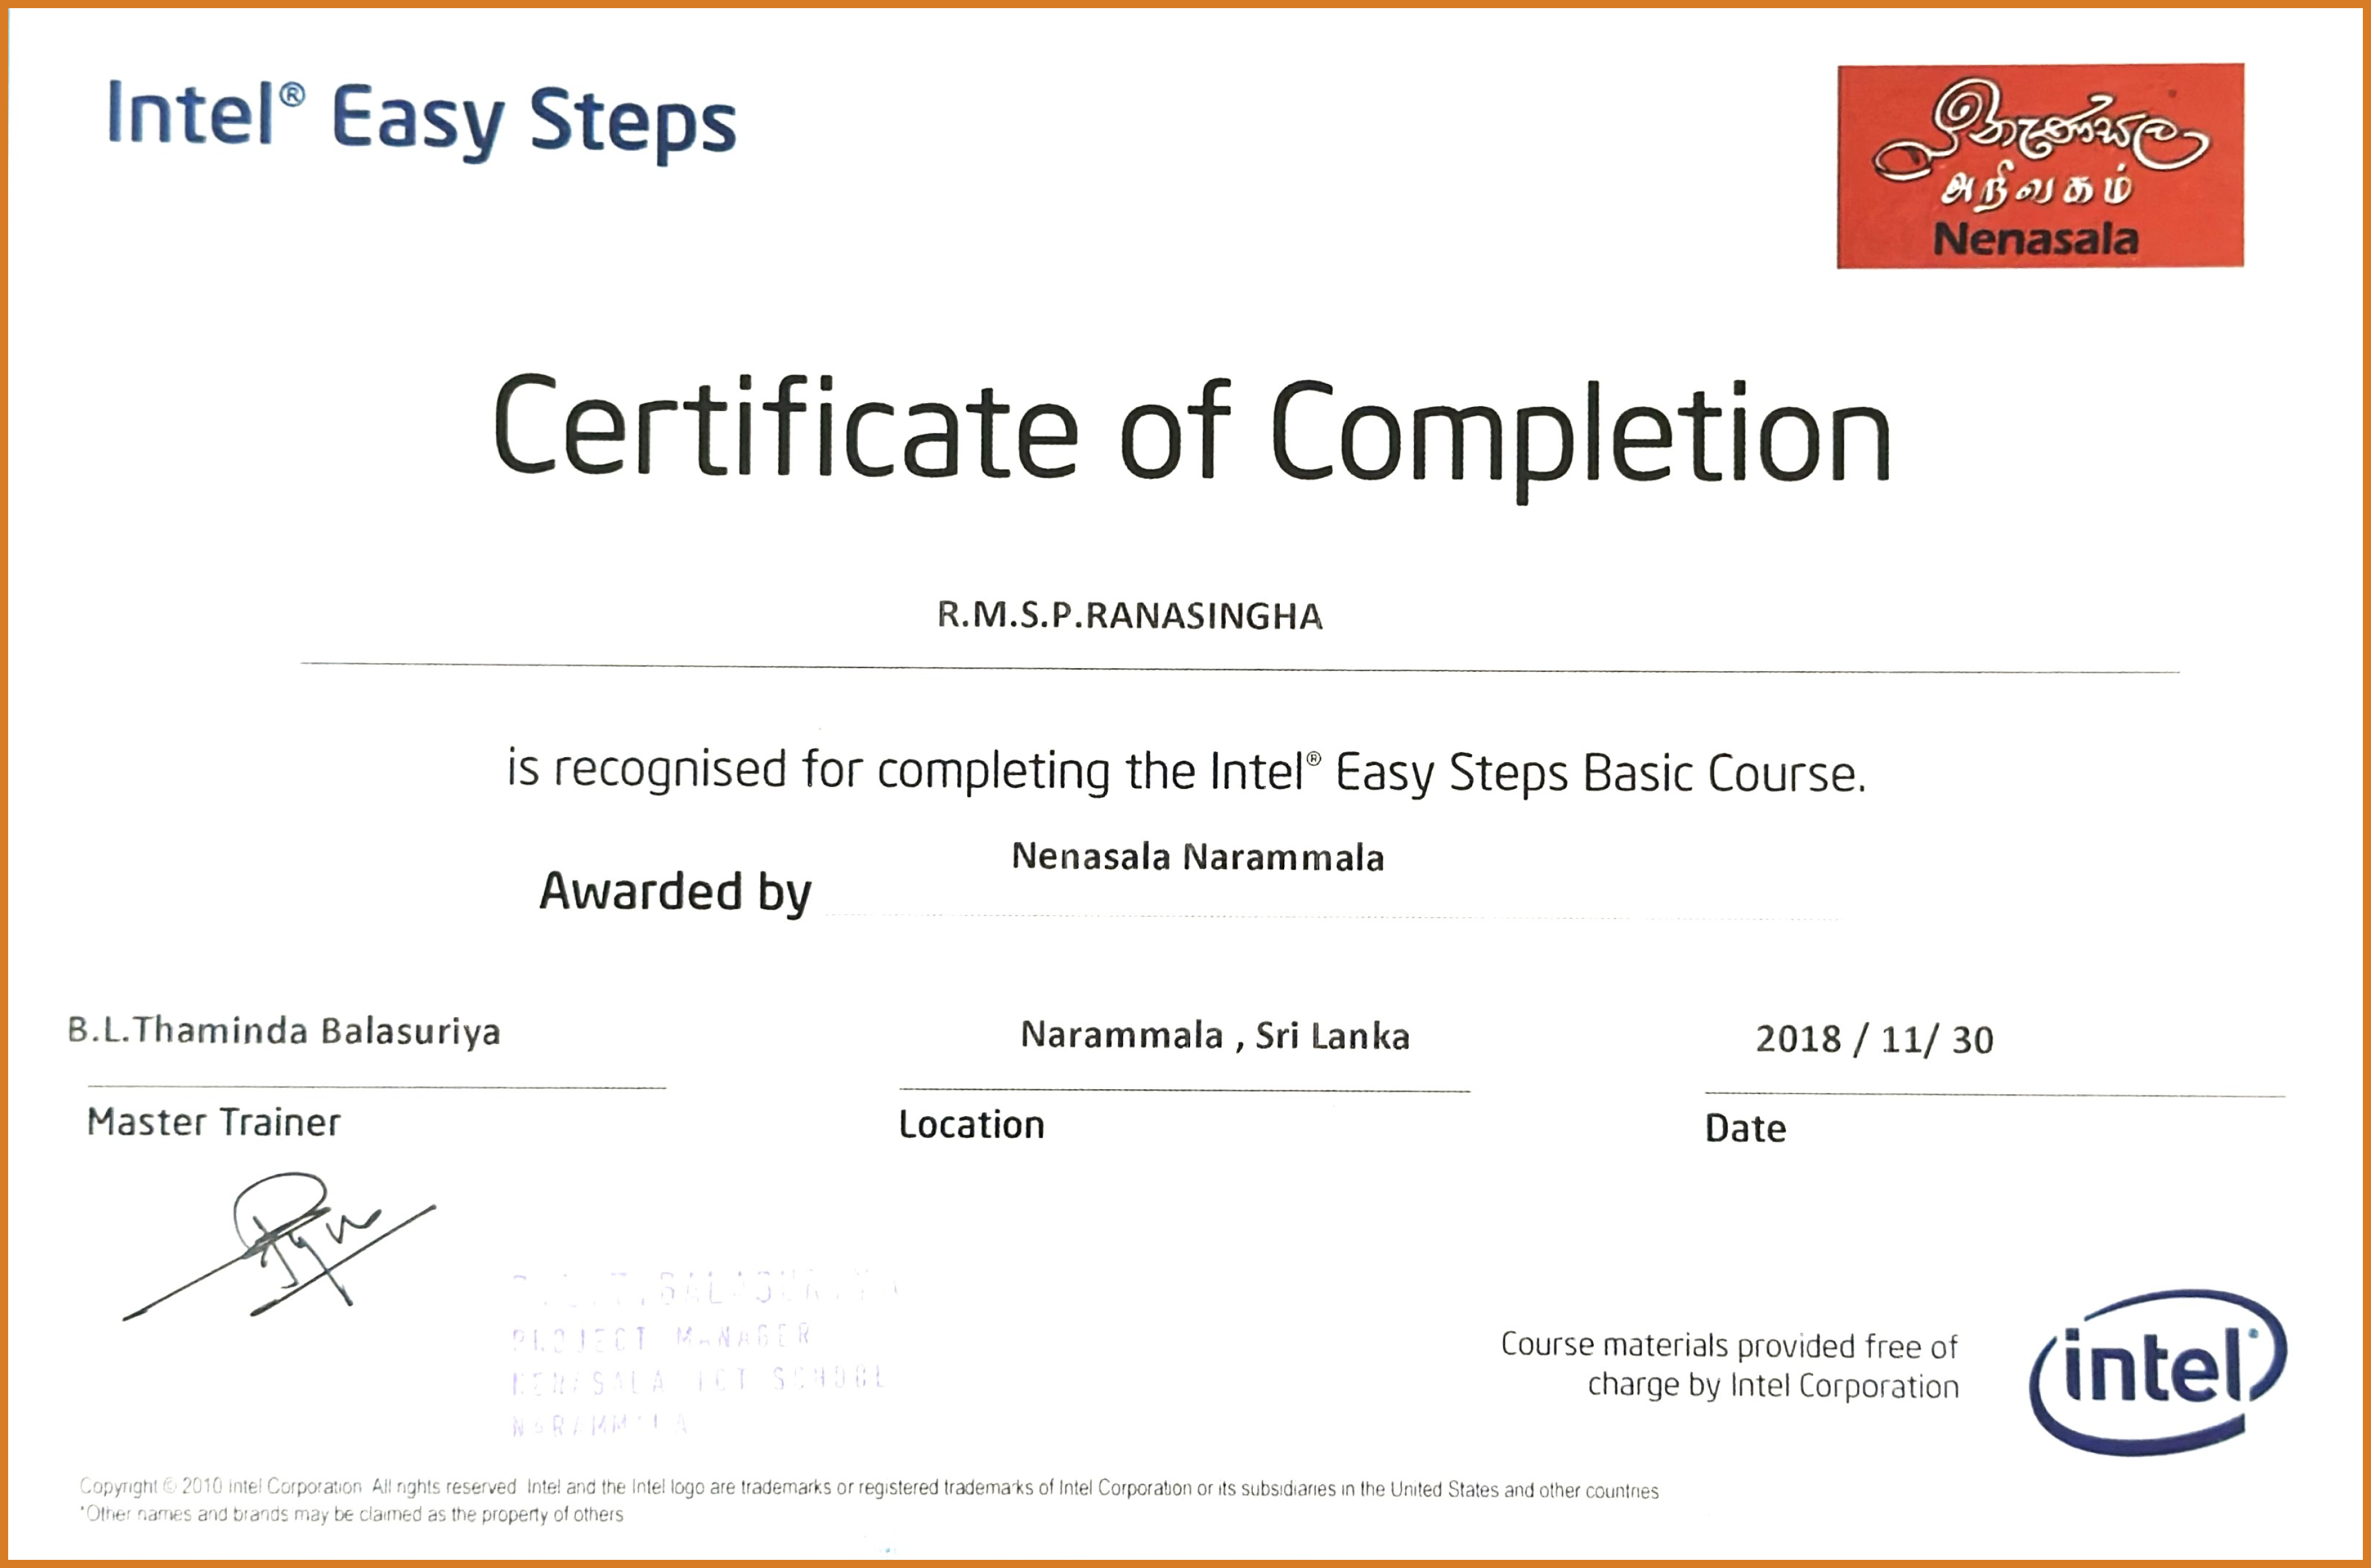 Intel® Easy Steps
නැණසල
அறிவகம்
Nenasala
Certificate of Completion
R.M.S.P.RANASINGHA
is recognised for completing the Intel® Easy Steps Basic Course.
Nenasala Narammala
Awarded by
B.L.Thaminda Balasuriya
Narammala , Sri Lanka
2018 / 11/ 30
Master Trainer
Location
Date
BALASURIYA
PROJECT MANAGER
NENASALA ICT SCHOOL
NARAMMALA
Course materials provided free of
charge by Intel Corporation
intel®
Copyright © 2010 Intel Corporation All rights reserved Intel and the Intel logo are trademarks or registered trademarks of Intel Corporation or its subsidiaries in the United States and other countries
*Other names and brands may be claimed as the property of others